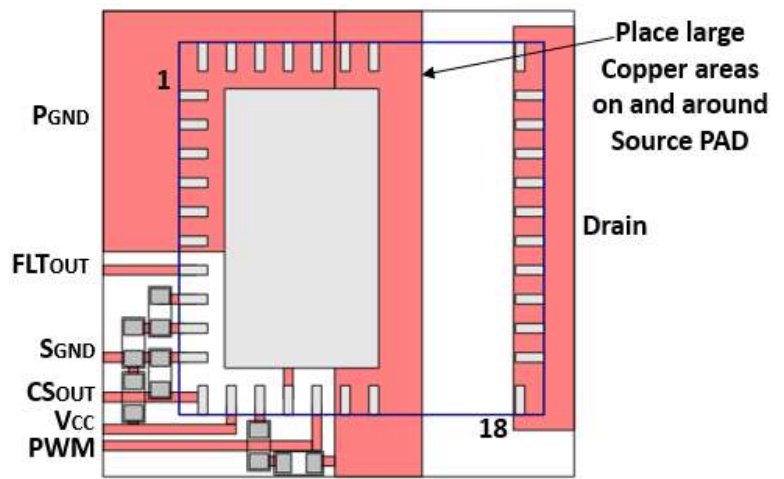 Place large
Copper areas
on and around
Source PAD
1
PGND
Drain
FLTOUT
SGND
CSOUT
VCC
PWM
18